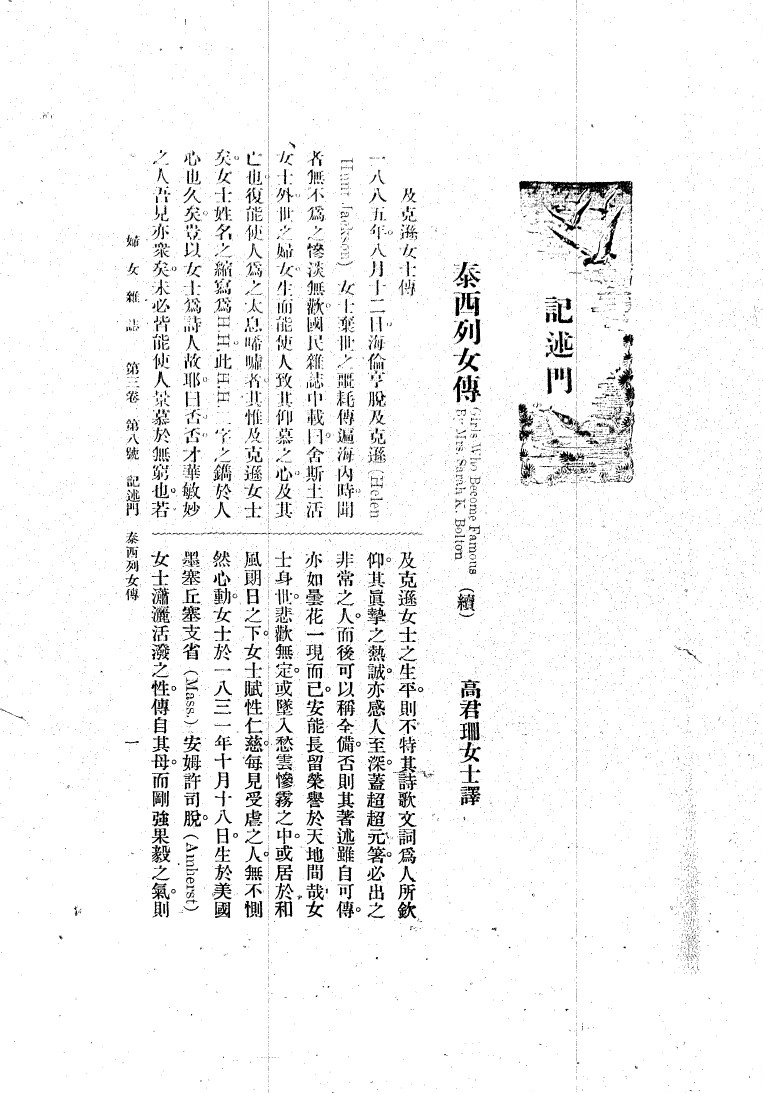 記述門
泰西列女傳 Girls Who Become Famous By Mrs. Sarah K. Bolton (續) 高君珊女士譯
及克遜女士傳
一八八五年八月十二日海倫亨脫及克遜(Helen
Hunt Jackson)女士棄世之噩耗傳遍海內時聞
者無不爲之慘淡無歡國民雜誌中載曰舍斯土活
女士外世之婦女生而能使人致其仰慕之心及其
亡也復能使人爲之太息唏噓者其惟及克遜女士
矣女士姓名之縮寫爲HH此HH二字之鐫於人
心也久矣豈以女士爲詩人故耶曰否否才華敏妙
之人吾見亦衆矣未必皆能使人景慕於無窮也若
及克遜女士之生平則不特其詩歌文詞爲人所欽
仰其眞摯之熱誠亦感人至深蓋超超元箸必出之
非常之人而後可以稱全備否則其著述雖自可傳
亦如曇花一現而已安能長留榮譽於天地間哉女
士身世悲歡無定或墜入愁雲慘霧之中或居於和
風朗日之下女士賦性仁慈每見受虐之人無不惻
然心動女士於一八三一年十月十八日生於美國
墨塞丘塞支省(Mass.)安姆許司脫(Amherst)
女士瀟灑活潑之性傳自其母而剛強果毅之氣則
婦女雜誌 第三卷 第八號 記述門 泰西列女傳 一